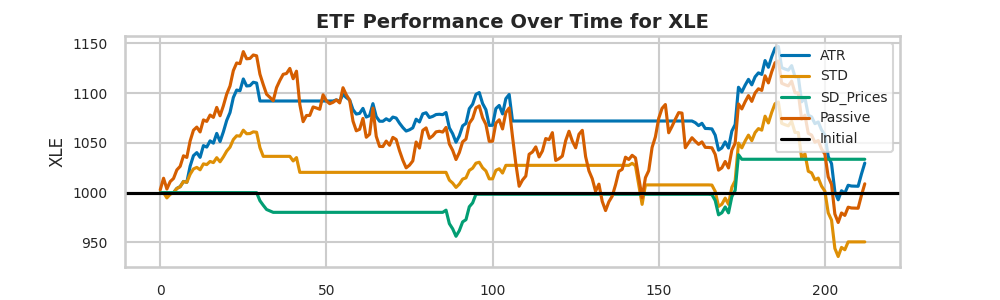 ETF Performance Over Time for XLE
XLE
1150
1100
1050
1000
950
0 50 100 150 200
ATR
STD
SD_Prices
Passive
Initial